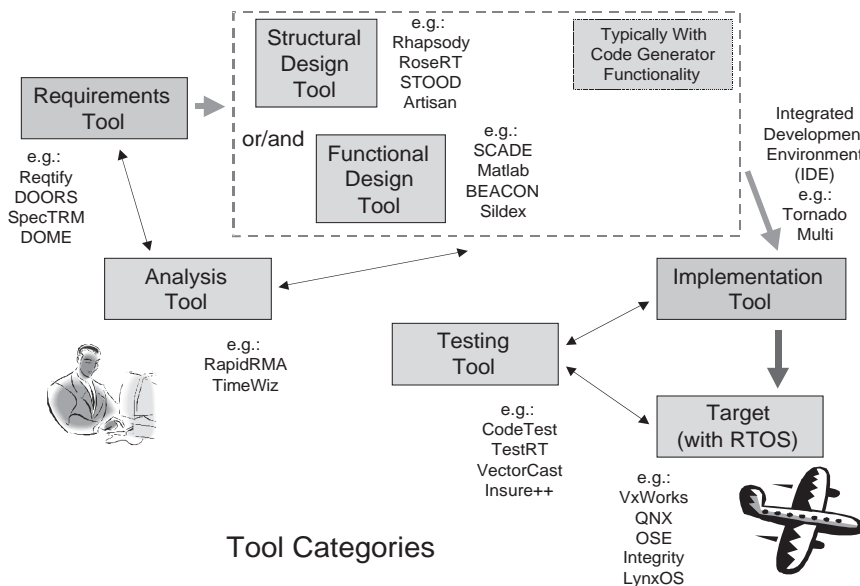 Structural
Design
Tool
e.g.:
Rhapsody
RoseRT
STOOD
Artisan
Typically With
Code Generator
Functionality
Requirements
Tool
or/and
Functional
Design
Tool
e.g.:
SCADE
Matlab
BEACON
Sildex
Integrated
Developmen
Environment
(IDE)
e.g.:
Tornado
Multi
e.g.:
Reqtify
DOORS
SpecTRM
DOME
Analysis
Tool
e.g.:
RapidRMA
TimeWiz
Implementation
Tool
Testing
Tool
e.g.:
CodeTest
TestRT
VectorCast
Insure++
Target
(with RTOS)
e.g.:
VxWorks
QNX
OSE
Integrity
LynxOS
Tool Categories